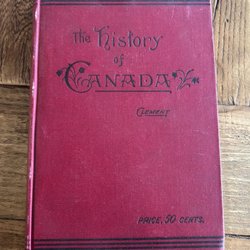 The History
of
CANADA
CLEMENT
PRICE, 50 CENTS.